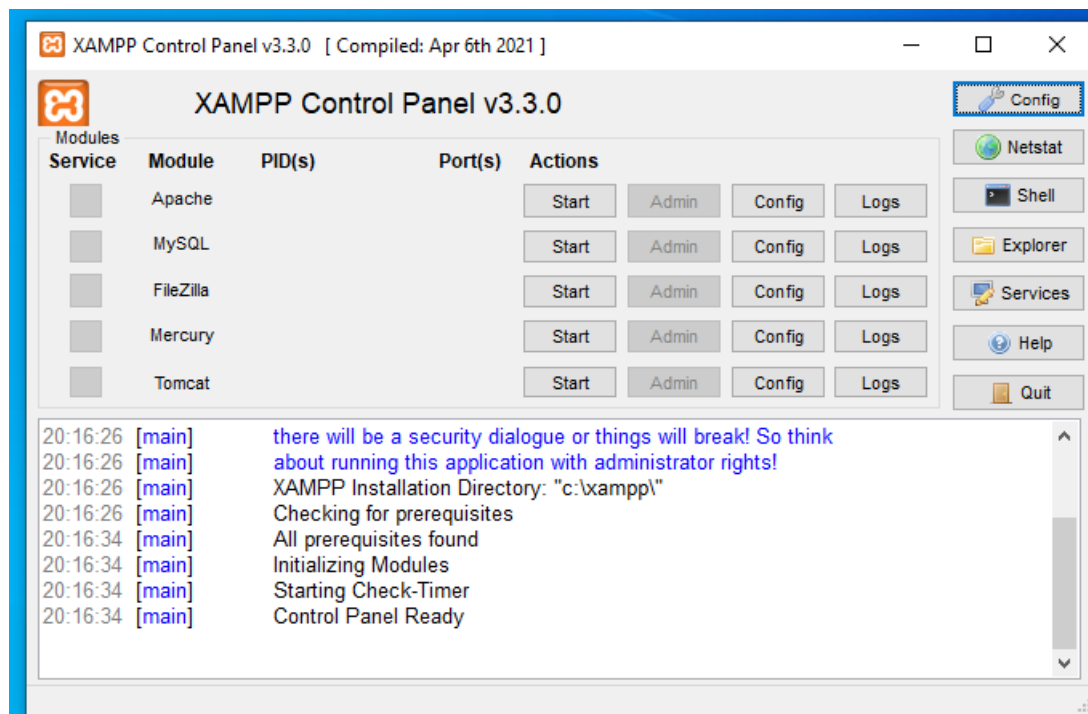 XAMPP Control Panel v3.3.0 [ Compiled: Apr 6th 2021 ]
XAMPP Control Panel v3.3.0
Config
Modules
Service Module PID(s) Port(s) Actions
Netstat
Apache Start Admin Config Logs
Shell
MySQL Start Admin Config Logs
Explorer
FileZilla Start Admin Config Logs
Services
Mercury Start Admin Config Logs
Help
Tomcat Start Admin Config Logs
Quit
20:16:26 [main] there will be a security dialogue or things will break! So think
20:16:26 [main] about running this application with administrator rights!
20:16:26 [main] XAMPP Installation Directory: "c:\xampp\"
20:16:26 [main] Checking for prerequisites
20:16:34 [main] All prerequisites found
20:16:34 [main] Initializing Modules
20:16:34 [main] Starting Check-Timer
20:16:34 [main] Control Panel Ready